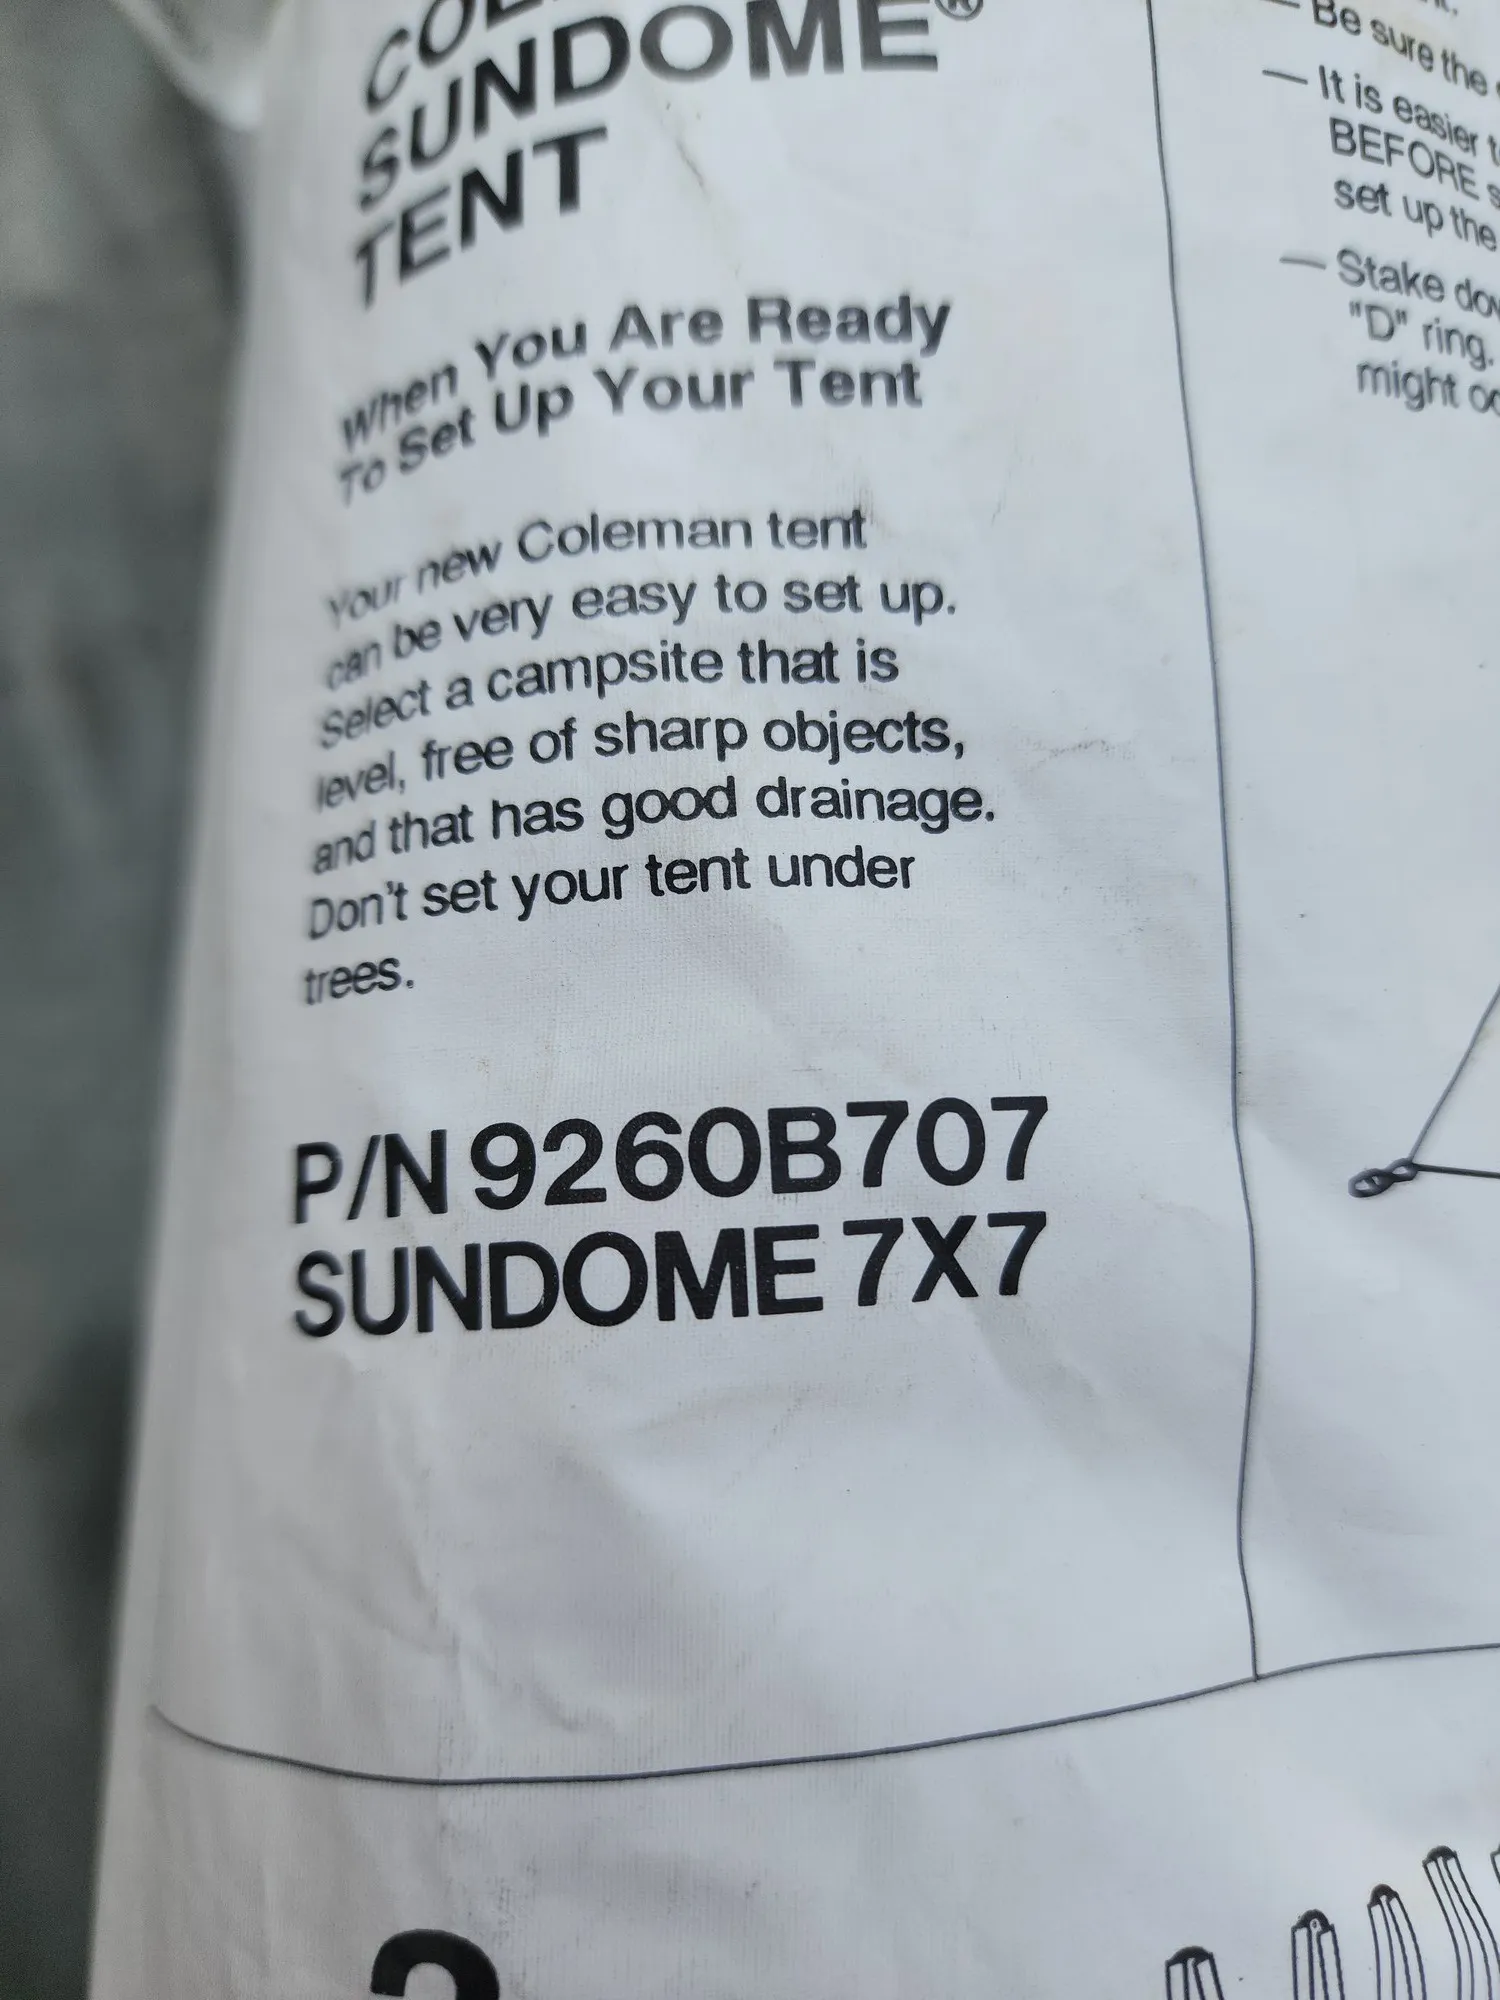 SUNDOME®
TENT
When You Are Ready
To Set Up Your Tent
Your new Coleman tent
can be very easy to set up.
Select a campsite that is
level, free of sharp objects,
and that has good drainage.
Don't set your tent under
trees.
P/N 9260B707
SUNDOME 7X7
— Be sure the
— It is easier
BEFORE
set up the
— Stake
"D" ring.
might